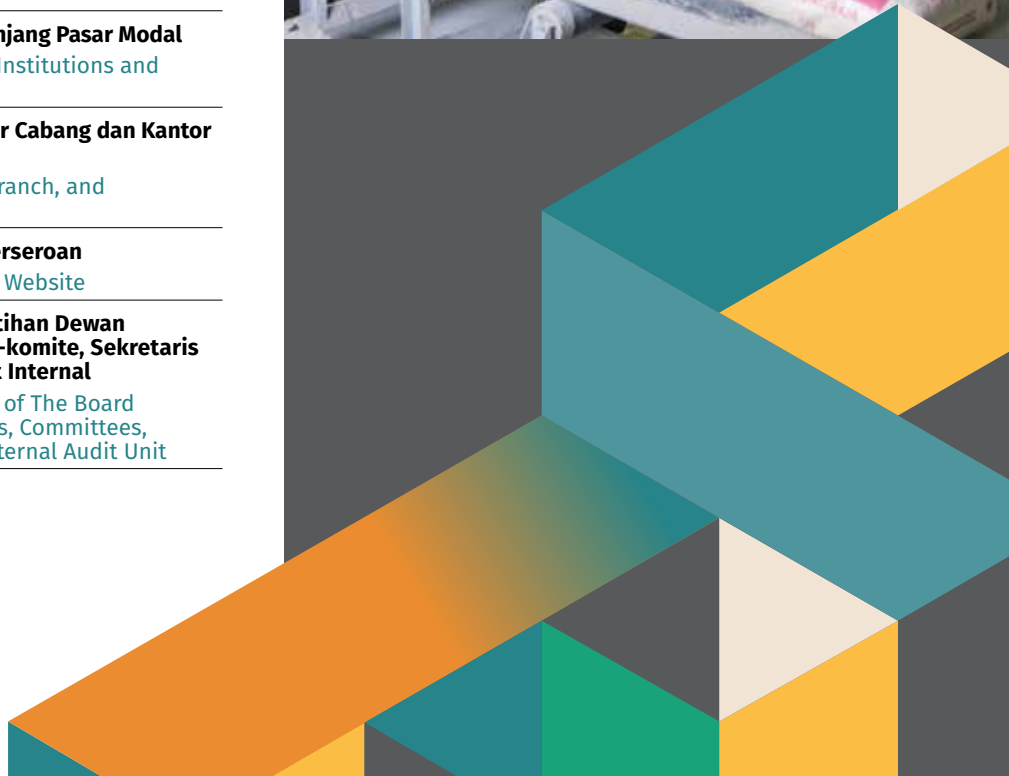 njang Pasar Modal
Institutions and
r Cabang dan Kantor
ranch, and
erseroan
Website
tihan Dewan
-komite, Sekretaris
t Internal
of The Board
s, Committees,
ternal Audit Unit